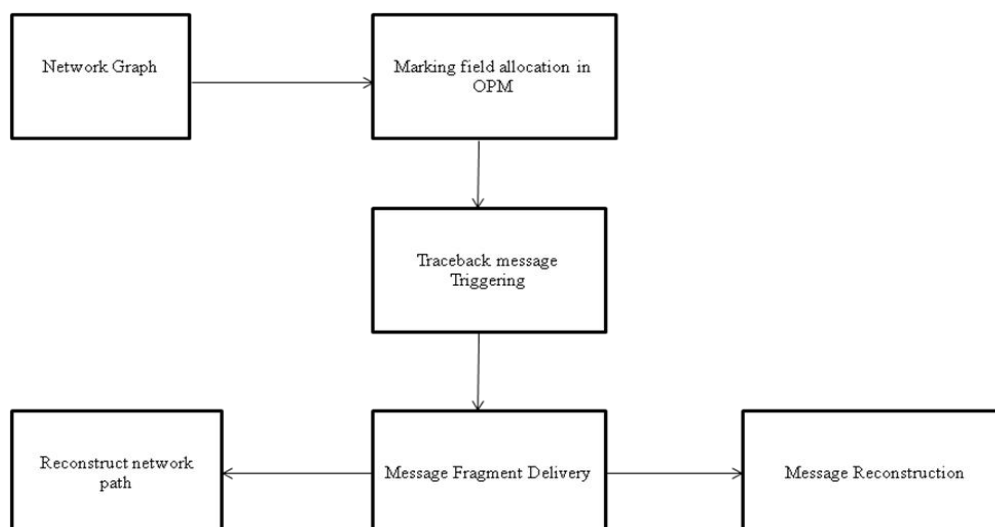 Network Graph
Marking field allocation in
OPM
Traceback message
Triggering
Reconstruct network
path
Message Fragment Delivery
Message Reconstruction